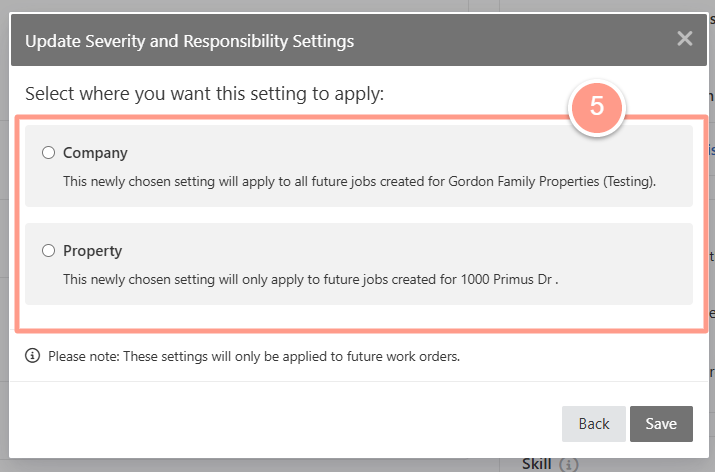 Update Severity and Responsibility Settings
Select where you want this setting to apply:
5
Company
This newly chosen setting will apply to all future jobs created for Gordon Family Properties (Testing).
Property
This newly chosen setting will only apply to future jobs created for 1000 Primus Dr .
Please note: These settings will only be applied to future work orders.
Back
Save
Skill